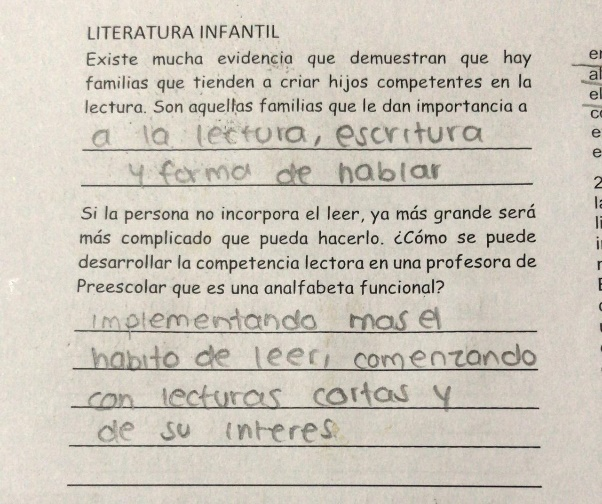 LITERATURA INFANTIL
Existe mucha evidencia que demuestran que hay
familias que tienden a criar hijos competentes en la
lectura. Son aquellas familias que le dan importancia a
a la lectura, escritura
y forma de hablar
Si la persona no incorpora el leer, ya más grande será
más complicado que pueda hacerlo. ¿Cómo se puede
desarrollar la competencia lectora en una profesora de
Preescolar que es una analfabeta funcional?
implementando mas el
habito de leer, comenzando
con lecturas cortas y
de su interes.